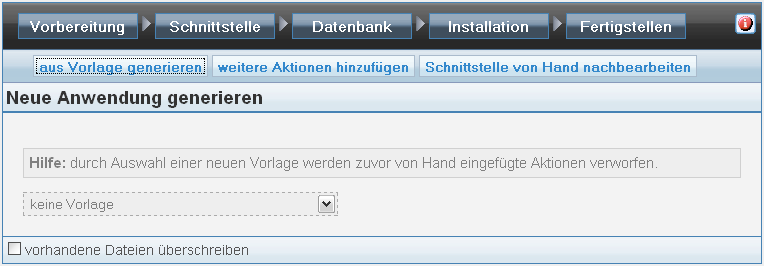 Vorbereitung Schnittstelle Datenbank Installation Fertigstellen
aus Vorlage generieren weitere Aktionen hinzufügen Schnittstelle von Hand nachbearbeiten
Neue Anwendung generieren
Hilfe: durch Auswahl einer neuen Vorlage werden zuvor von Hand eingefügte Aktionen verworfen.
keine Vorlage
vorhandene Dateien überschreiben